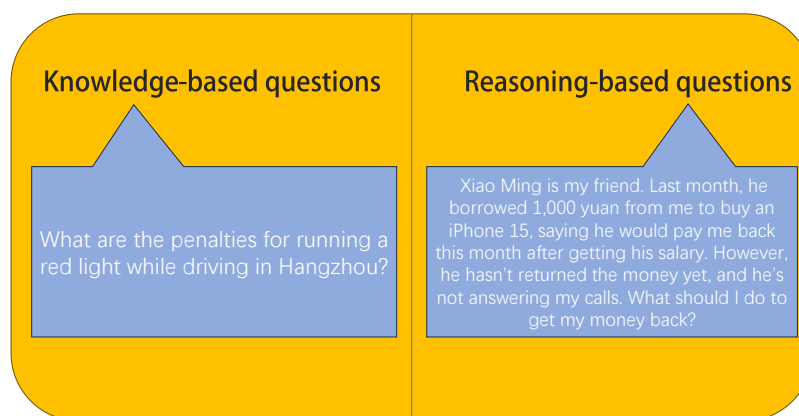 Knowledge-based questions
What are the penalties for running a
red light while driving in Hangzhou?
Reasoning-based questions
Xiao Ming is my friend. Last month, he
borrowed 1,000 yuan from me to buy an
iPhone 15, saying he would pay me back
this month after getting his salary. However,
he hasn't returned the money yet, and he's
not answering my calls. What should I do to
get my money back?